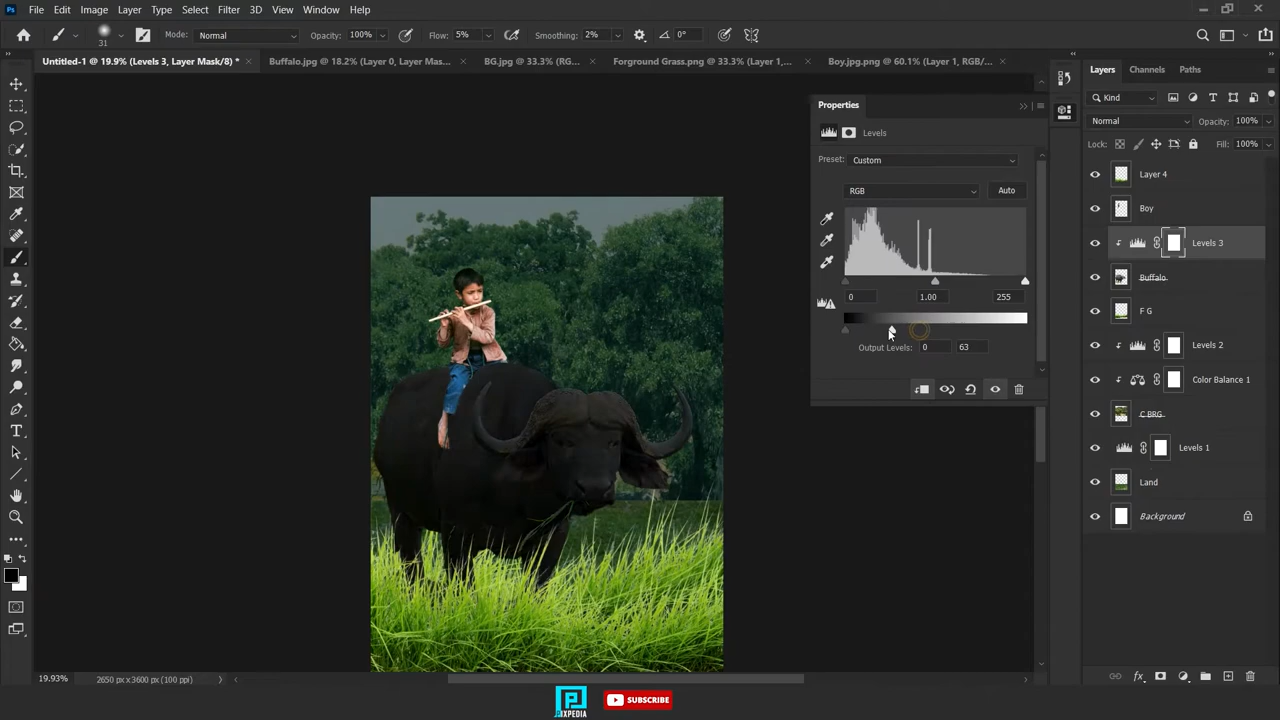 Ps File Edit Image Layer Type Select Filter 3D View Window Help
31 Mode: Normal Opacity: 100% Flow: 5% Smoothing: 2% 0°
Untitled-1 @ 19.9% (Levels 3, Layer Mask/8) * × Buffalo.jpg @ 18.2% (Layer 0, Layer Mas... × BG.jpg @ 33.3% (RG... × Forground Grass.png @ 33.3% (Layer 1,... × Boy.jpg.png @ 60.1% (Layer 1, RGB/... ×
Properties
Levels
Preset: Custom
RGB Auto
0 1.00 255
Output Levels: 0 63
Layers Channels Paths
Kind
Normal Opacity: 100%
Lock: Fill: 100%
Layer 4
Boy
Levels 3
Buffalo
F G
Levels 2
Color Balance 1
C BRG
Levels 1
Land
Background
19.93% 2650 px x 3600 px (100 ppi)
PIXPEDIA
SUBSCRIBE